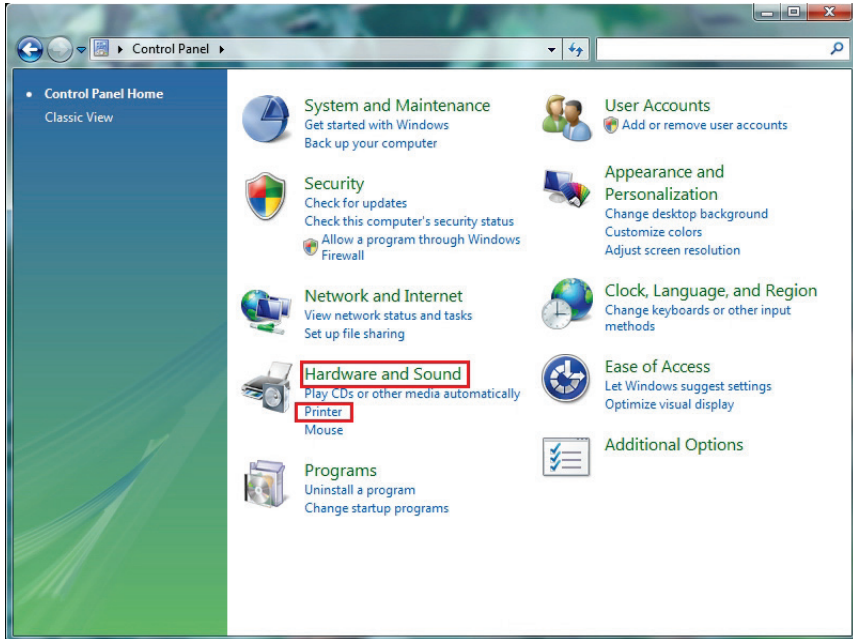 Control Panel
Control Panel Home
Classic View
System and Maintenance
Get started with Windows
Back up your computer
Security
Check for updates
Check this computer's security status
Allow a program through Windows
Firewall
Network and Internet
View network status and tasks
Set up file sharing
Hardware and Sound
Play CDs or other media automatically
Printer
Mouse
Programs
Uninstall a program
Change startup programs
User Accounts
Add or remove user accounts
Appearance and
Personalization
Change desktop background
Customize colors
Adjust screen resolution
Clock, Language, and Region
Change keyboards or other input
methods
Ease of Access
Let Windows suggest settings
Optimize visual display
Additional Options